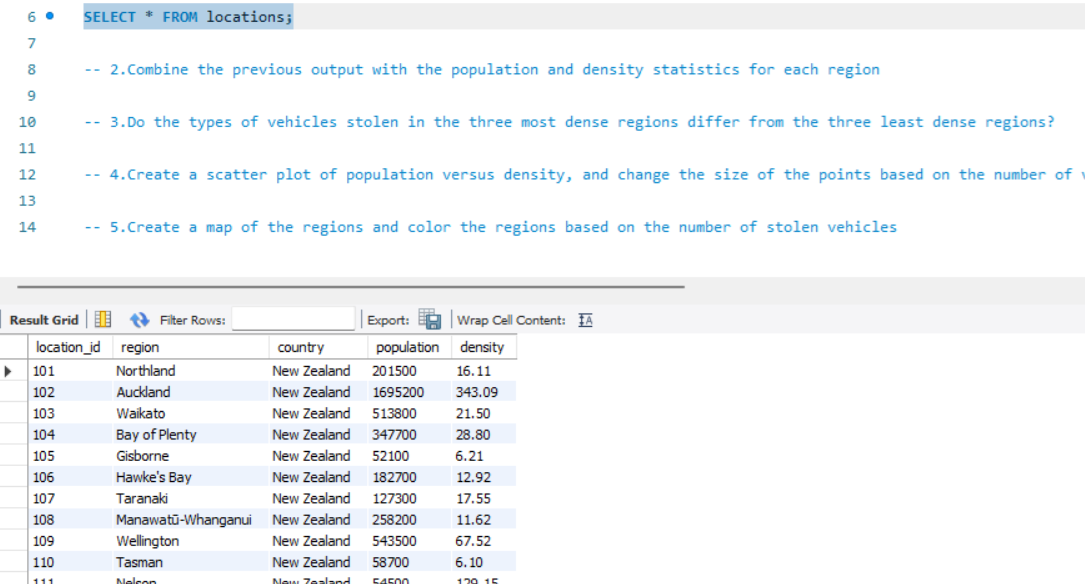 6 SELECT * FROM locations;
7
8 -- 2.Combine the previous output with the population and density statistics for each region
9
10 -- 3.Do the types of vehicles stolen in the three most dense regions differ from the three least dense regions?
11
12 -- 4.Create a scatter plot of population versus density, and change the size of the points based on the number of
13
14 -- 5.Create a map of the regions and color the regions based on the number of stolen vehicles
Result Grid Filter Rows: Export: Wrap Cell Content: IA
location_id region country population density
101 Northland New Zealand 201500 16.11
102 Auckland New Zealand 1695200 343.09
103 Waikato New Zealand 513800 21.50
104 Bay of Plenty New Zealand 347700 28.80
105 Gisborne New Zealand 52100 6.21
106 Hawke's Bay New Zealand 182700 12.92
107 Taranaki New Zealand 127300 17.55
108 Manawatū-Whanganui New Zealand 258200 11.62
109 Wellington New Zealand 543500 67.52
110 Tasman New Zealand 58700 6.10
111 Nelson New Zealand 54500 129.15